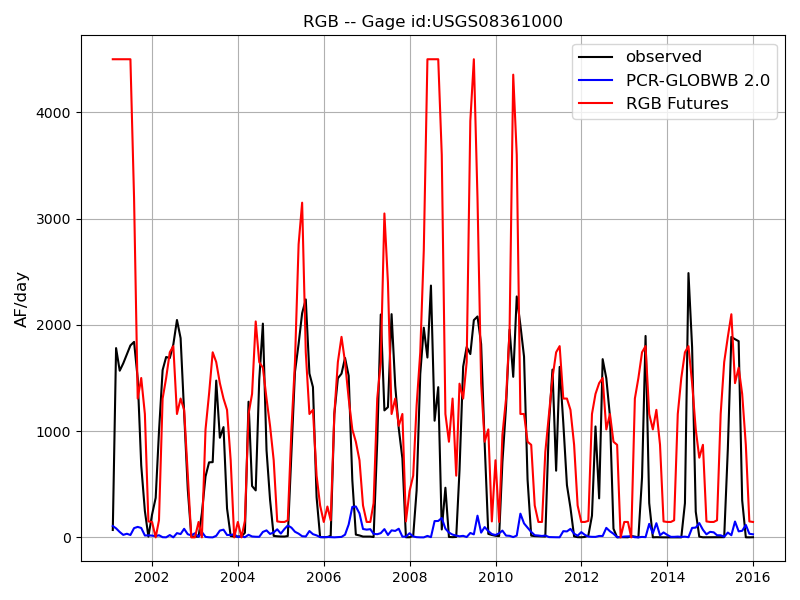 RGB -- Gage id:USGS08361000
observed
PCR-GLOBWB 2.0
RGB Futures
AF/day
4000
3000
2000
1000
0
2002 2004 2006 2008 2010 2012 2014 2016